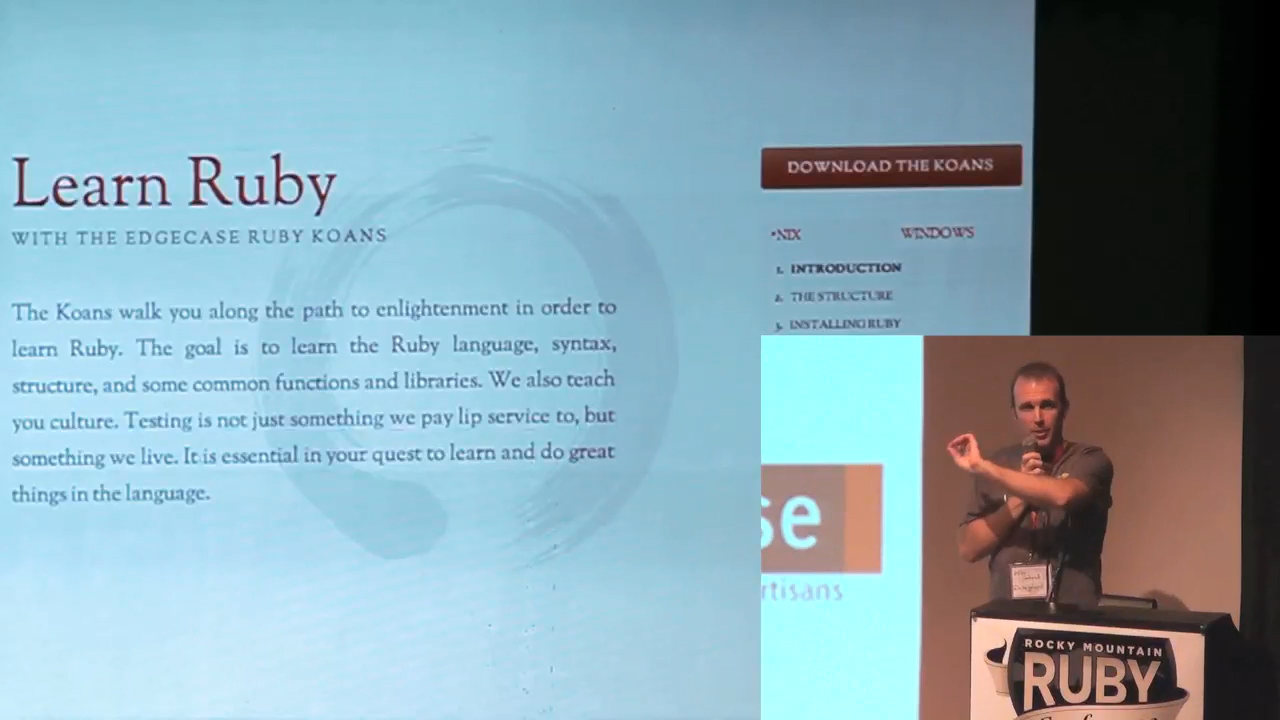 Learn Ruby
WITH THE EDGECASE RUBY KOANS
The Koans walk you along the path to enlightenment in order to
learn Ruby. The goal is to learn the Ruby language, syntax,
structure, and some common functions and libraries. We also teach
you culture. Testing is not just something we pay lip service to, but
something we live. It is essential in your quest to learn and do great
things in the language.
DOWNLOAD THE KOANS
*NIX WINDOWS
1. INTRODUCTION
2. THE STRUCTURE
3. INSTALLING RUBY
se
rtisans
ROCKY MOUNTAIN
RUBY